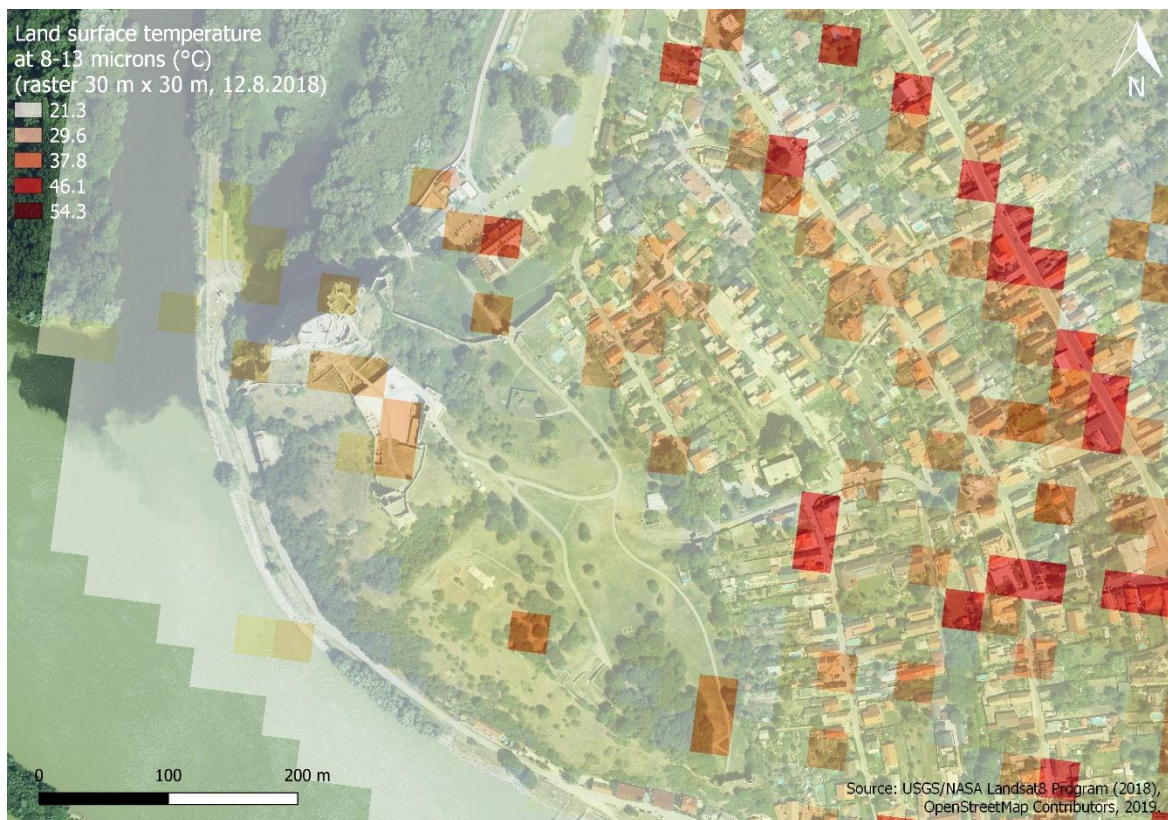 Land surface temperature
at 8-13 microns (°C)
(raster 30 m x 30 m, 12.8.2018)
21.3
29.6
37.8
46.1
54.3
N
0 100 200 m
Source: USGS/NASA Landsat8 Program (2018),
OpenStreetMap Contributors, 2019.